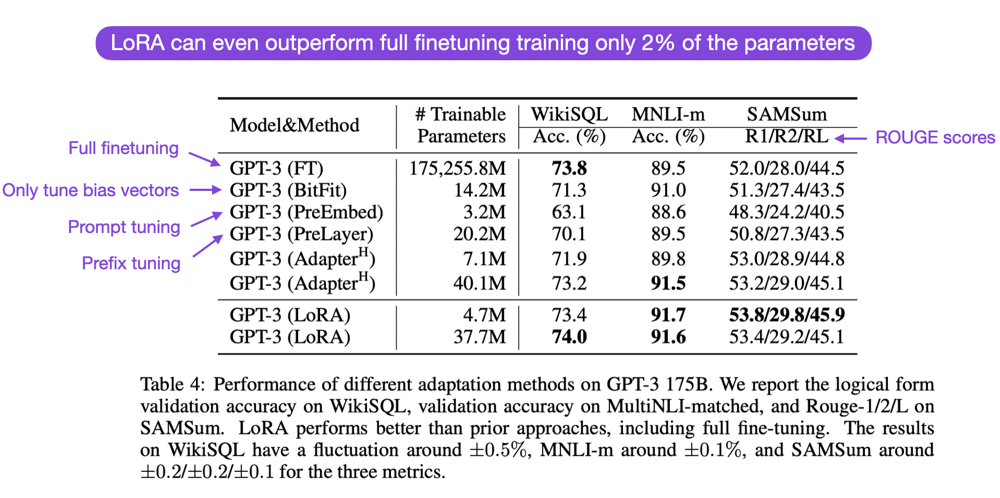 LoRA can even outperform full finetuning training only 2% of the parameters
Model&Method # Trainable Parameters WikiSQL MNLI-m SAMSum
Acc. (%) Acc. (%) R1/R2/RL ROUGE scores
Full finetuning
GPT-3 (FT) 175,255.8M 73.8 89.5 52.0/28.0/44.5
Only tune bias vectors GPT-3 (BitFit) 14.2M 71.3 91.0 51.3/27.4/43.5
GPT-3 (PreEmbed) 3.2M 63.1 88.6 48.3/24.2/40.5
Prompt tuning
GPT-3 (PreLayer) 20.2M 70.1 89.5 50.8/27.3/43.5
Prefix tuning
GPT-3 (Adapterᴴ) 7.1M 71.9 89.8 53.0/28.9/44.8
GPT-3 (Adapterᴴ) 40.1M 73.2 91.5 53.2/29.0/45.1
GPT-3 (LoRA) 4.7M 73.4 91.7 53.8/29.8/45.9
GPT-3 (LoRA) 37.7M 74.0 91.6 53.4/29.2/45.1
Table 4: Performance of different adaptation methods on GPT-3 175B. We report the logical form
validation accuracy on WikiSQL, validation accuracy on MultiNLI-matched, and Rouge-1/2/L on
SAMSum. LoRA performs better than prior approaches, including full fine-tuning. The results
on WikiSQL have a fluctuation around ±0.5%, MNLI-m around ±0.1%, and SAMSum around
±0.2/±0.2/±0.1 for the three metrics.